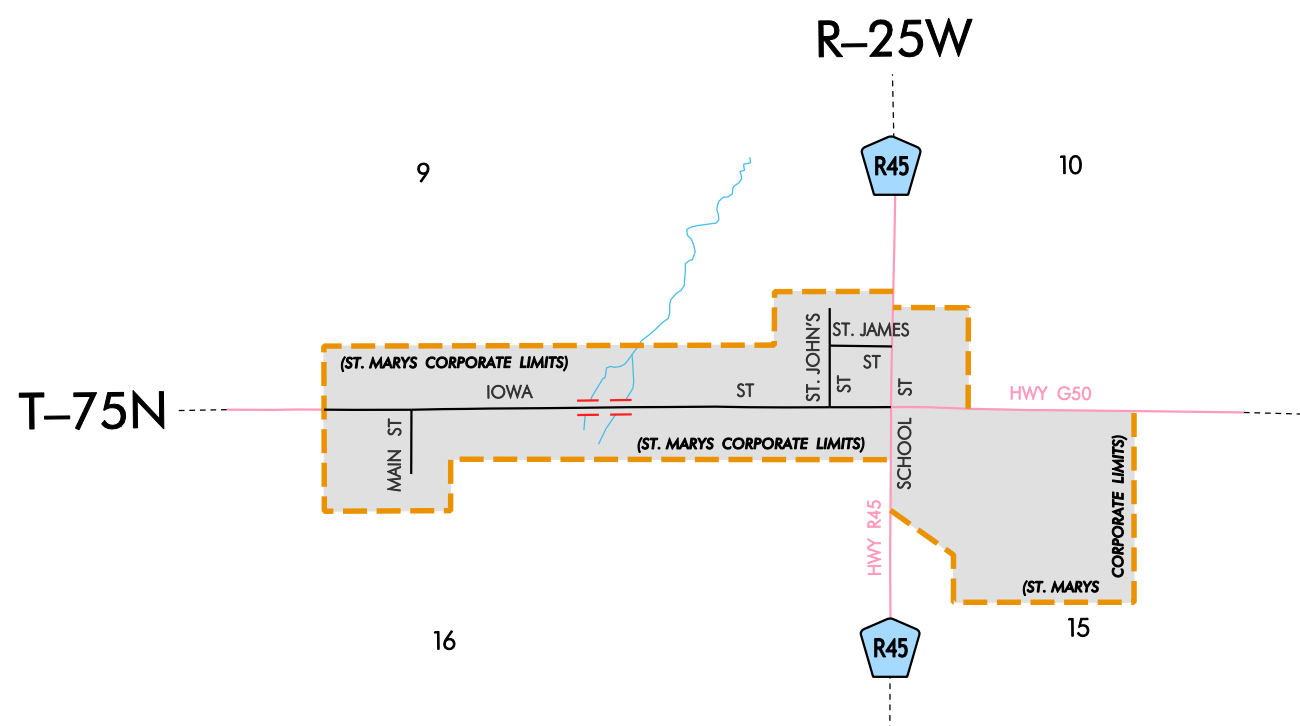 R–25W
R45
9
10
ST. JOHN'S
ST
ST. JAMES
ST
(ST. MARYS CORPORATE LIMITS)
IOWA
ST
SCHOOL
ST
HWY G50
T–75N
MAIN ST
(ST. MARYS CORPORATE LIMITS)
HWY R45
(ST. MARYS
CORPORATE LIMITS)
16
R45
15